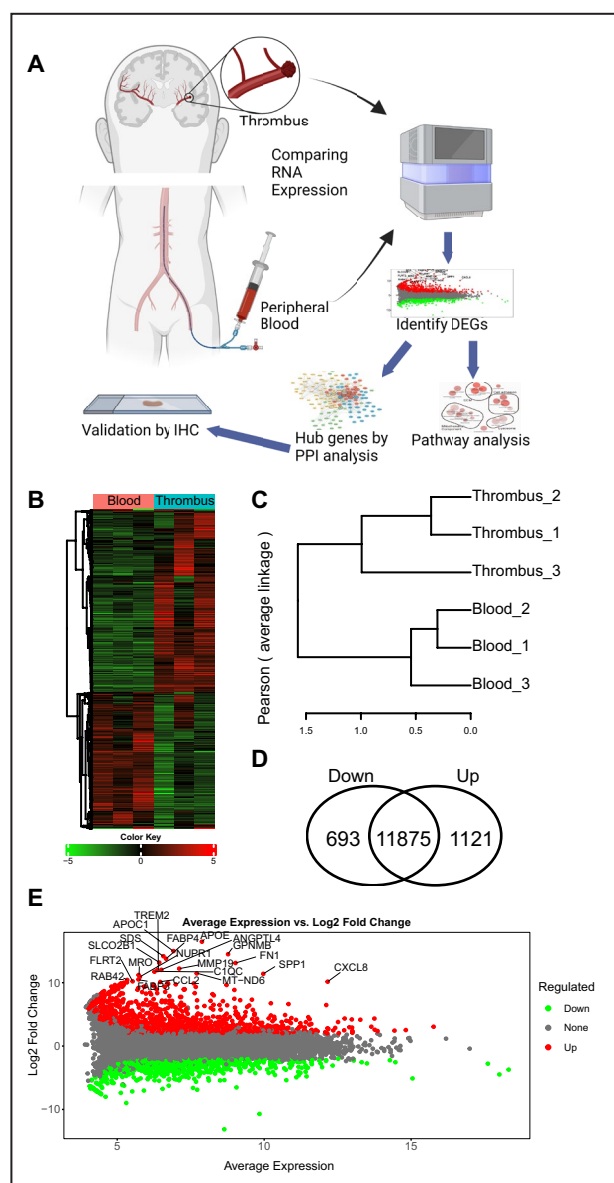 A
Thrombus
Comparing
RNA
Expression
Peripheral
Blood
Identify DEGs
Validation by IHC
Hub genes by
PPI analysis
Pathway analysis
B
Blood
Thrombus
Color Key
−5
0
5
C
Pearson ( average linkage)
Thrombus_2
Thrombus_1
Thrombus_3
Blood_2
Blood_1
Blood_3
1.5
1.0
0.5
0.0
D
Down
Up
693
11875
1121
E
Average Expression vs. Log2 Fold Change
TREM2
APOC1
SDS
FABP4
APOE
ANGPTL4
SLCO2B1
NUPR1
GPNMB
FLRT2
MRO
MMP19
FN1
RAB42
CCL2
C1QC
MT−ND6
SPP1
CXCL8
Log2 Fold Change
10
0
−10
5
10
15
Average Expression
Regulated
Down
None
Up